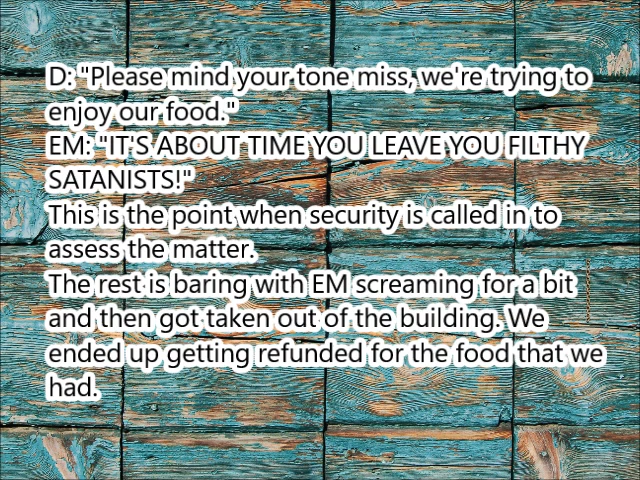 D: "Please mind your tone miss, we're trying to
enjoy our food."
EM: "IT'S ABOUT TIME YOU LEAVE YOU FILTHY
SATANISTS!"
This is the point when security is called in to
assess the matter.
The rest is baring with EM screaming for a bit
and then got taken out of the building. We
ended up getting refunded for the food that we
had.